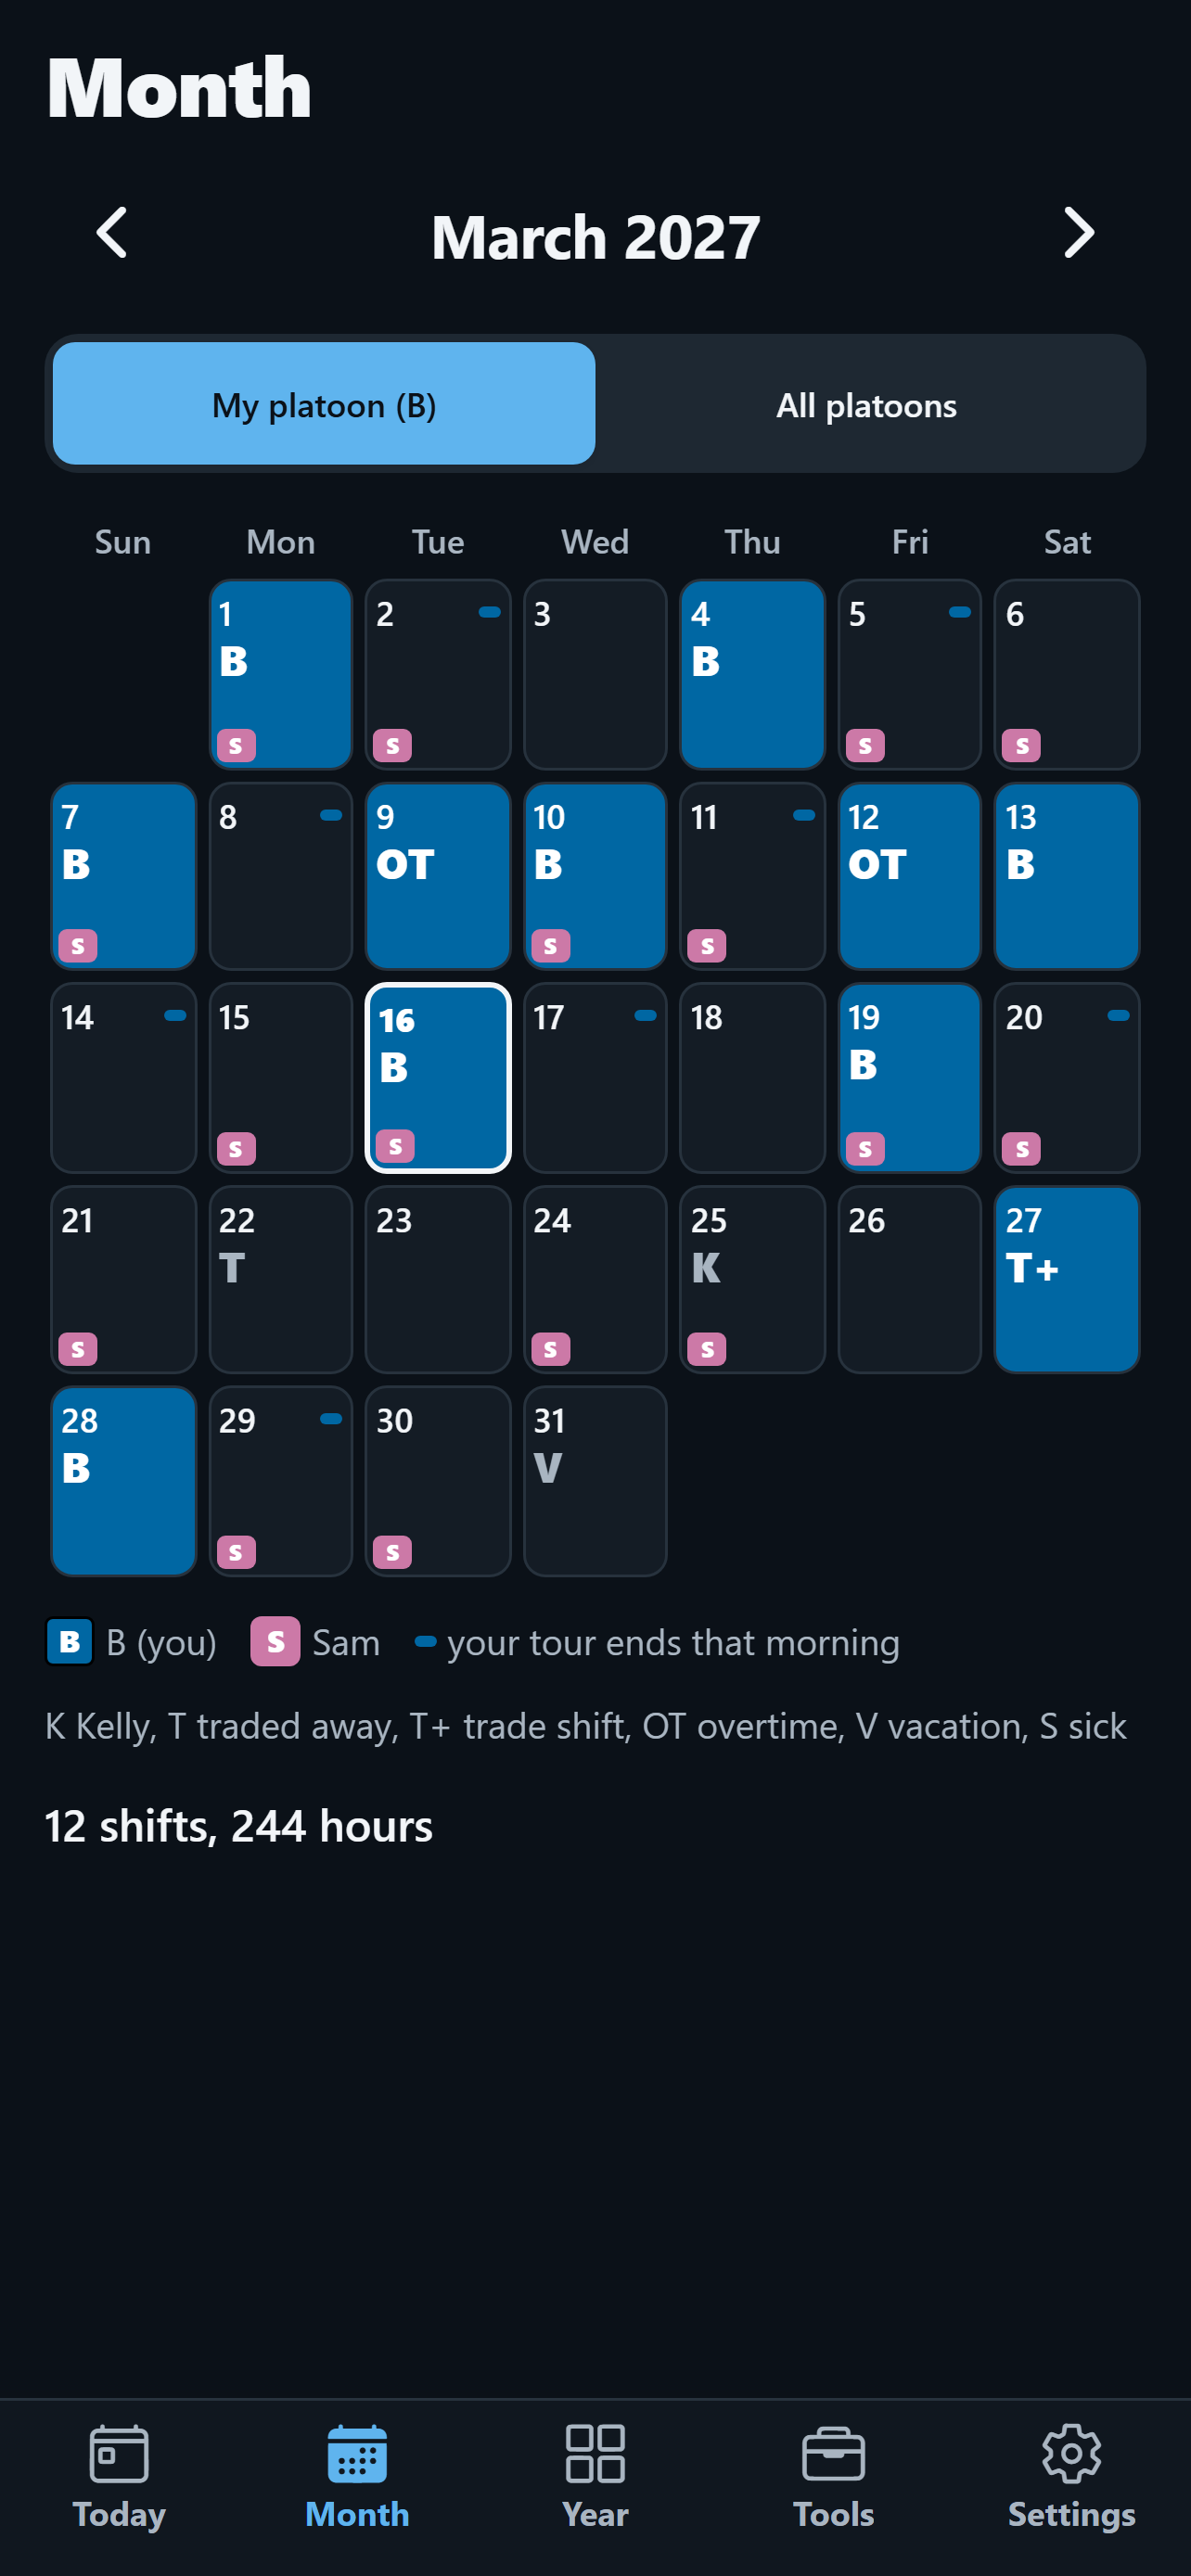 Month
March 2027
My platoon (B) All platoons
Sun Mon Tue Wed Thu Fri Sat
1 2 3 4 5 6
B B
S S S S
7 8 9 10 11 12 13
B OT B OT B
S S S
14 15 16 17 18 19 20
B B
S S S S
21 22 23 24 25 26 27
T K T+
S S S
28 29 30 31
B V
S S
B B (you) S Sam your tour ends that morning
K Kelly, T traded away, T+ trade shift, OT overtime, V vacation, S sick
12 shifts, 244 hours
Today Month Year Tools Settings